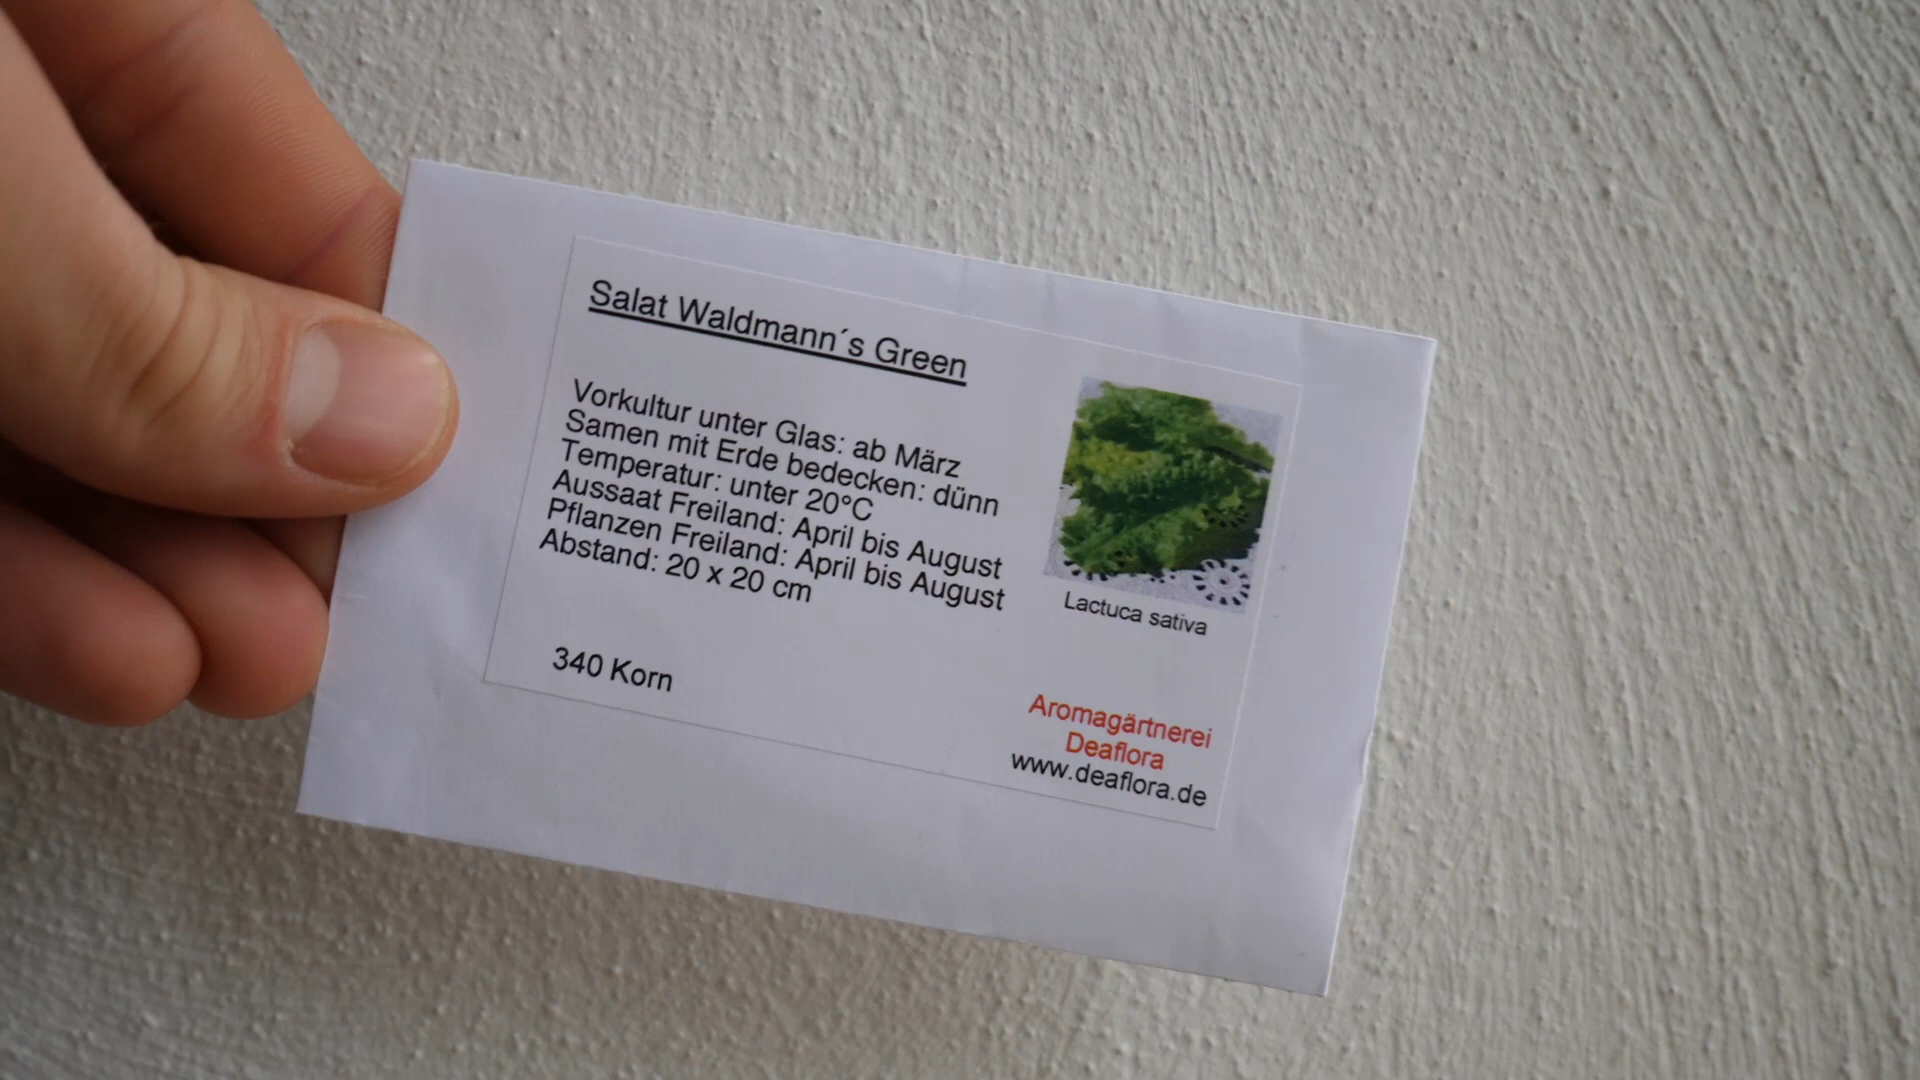 Salat Waldmann´s Green
Vorkultur unter Glas: ab März
Samen mit Erde bedecken: dünn
Temperatur: unter 20°C
Aussaat Freiland: April bis August
Pflanzen Freiland: April bis August
Abstand: 20 x 20 cm
340 Korn
Lactuca sativa
Aromagärtnerei
Deaflora
www.deaflora.de